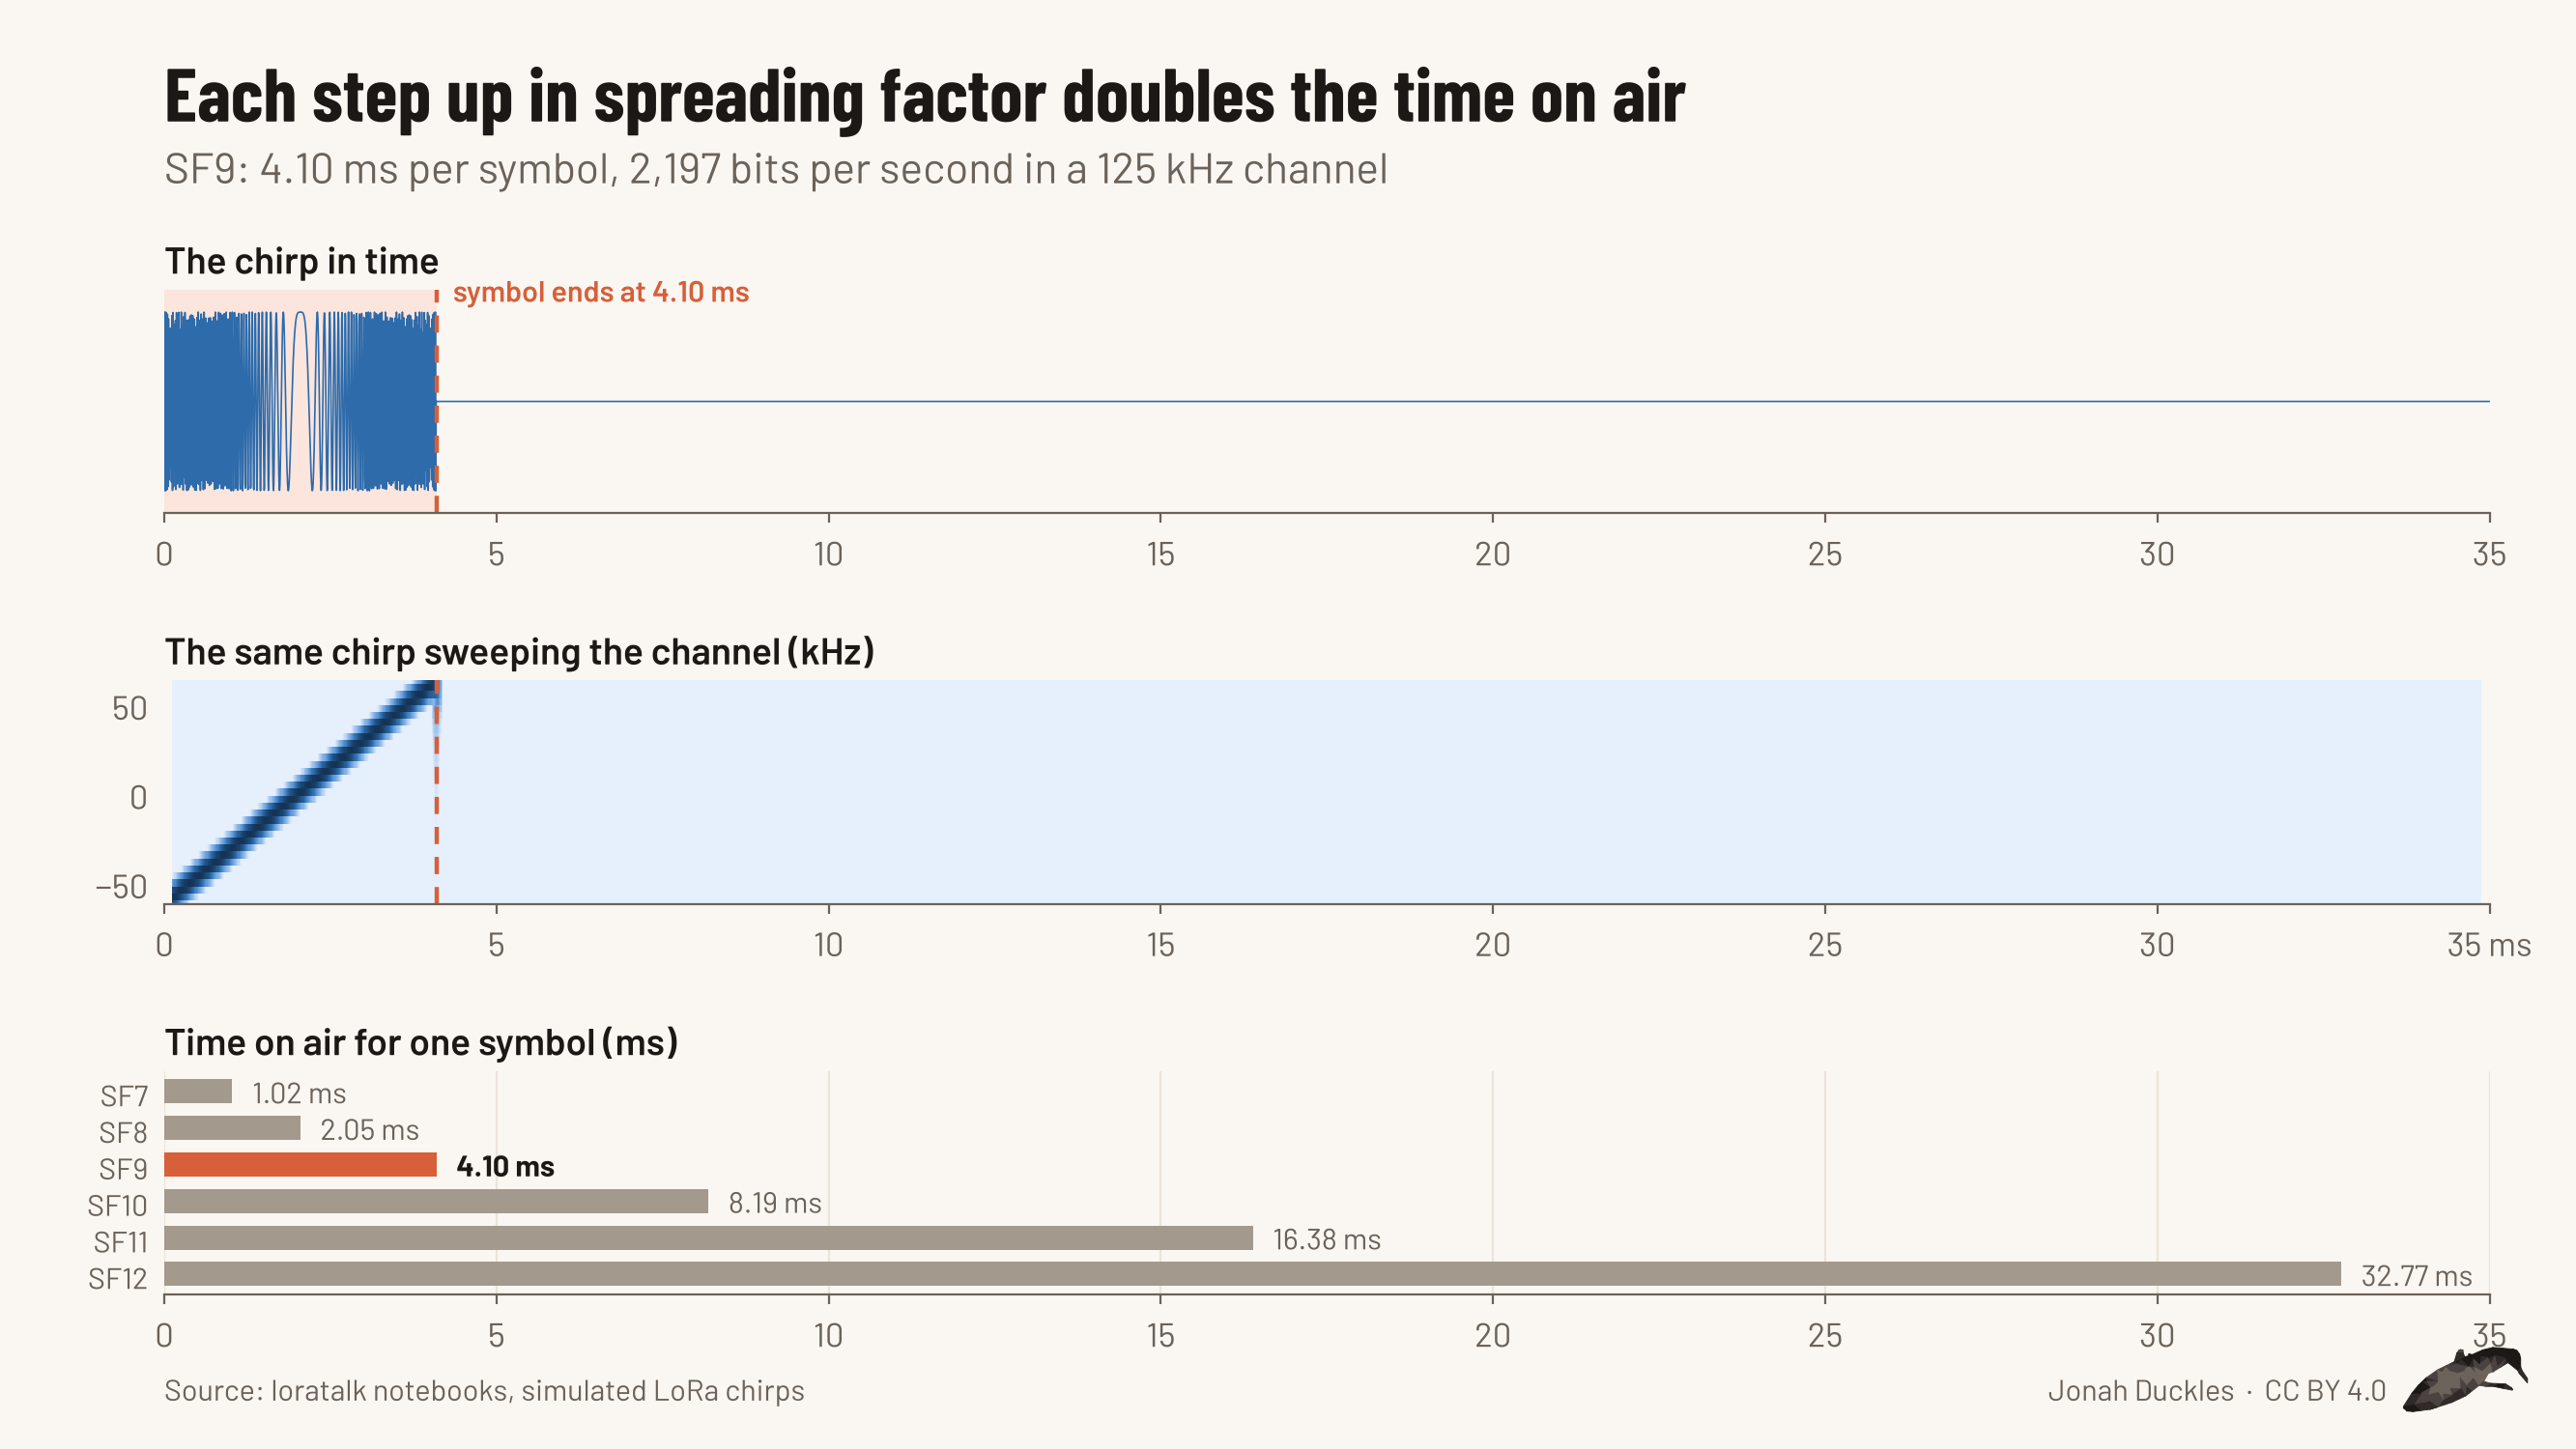 Each step up in spreading factor doubles the time on air
SF9: 4.10 ms per symbol, 2,197 bits per second in a 125 kHz channel
The chirp in time
symbol ends at 4.10 ms
0 5 10 15 20 25 30 35
The same chirp sweeping the channel (kHz)
50
0
−50
0 5 10 15 20 25 30 35 ms
Time on air for one symbol (ms)
SF7 1.02 ms
SF8 2.05 ms
SF9 4.10 ms
SF10 8.19 ms
SF11 16.38 ms
SF12 32.77 ms
0 5 10 15 20 25 30 35
Source: loratalk notebooks, simulated LoRa chirps
Jonah Duckles · CC BY 4.0